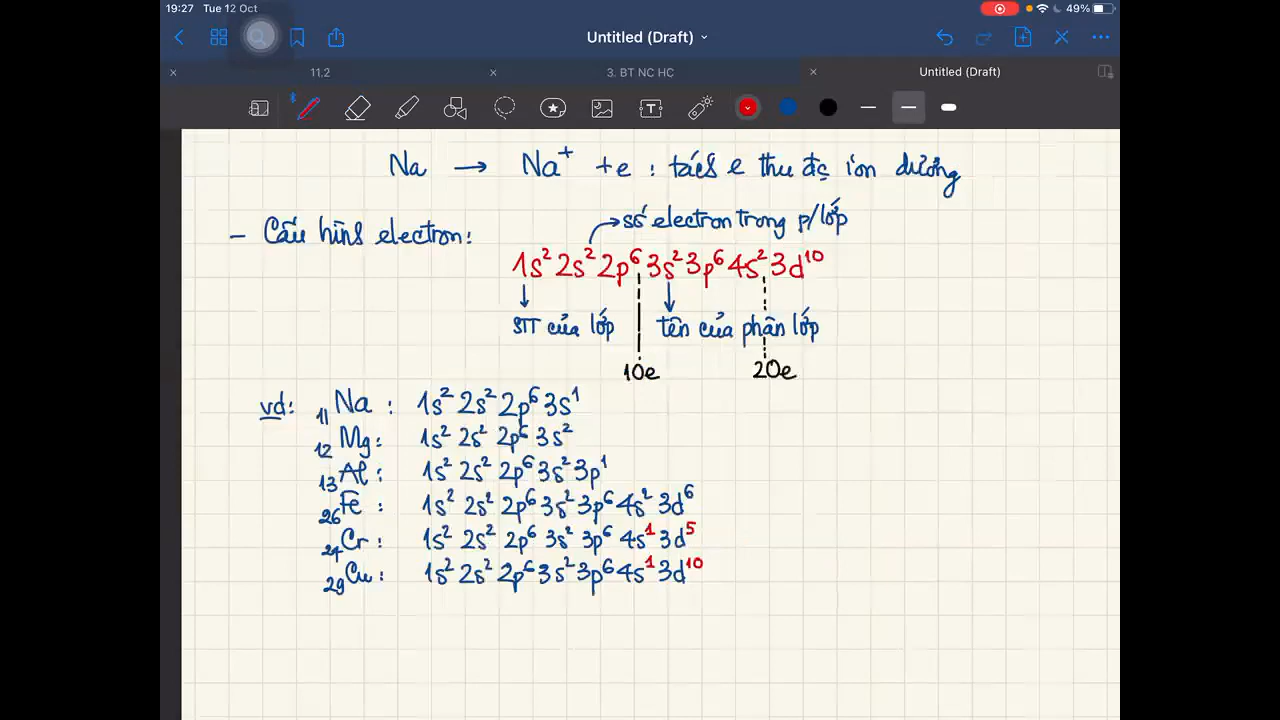 19:27 Tue 12 Oct 49%
Untitled (Draft)
11.2 3. BT NC HC Untitled (Draft)
Na → Na⁺ + e : tách e thu đc ion dương
số electron trong p/lớp
- Cấu hình electron:
1s² 2s² 2p⁶ 3s² 3p⁶ 4s² 3d¹⁰
STT của lớp tên của phân lớp
10e 20e
vd: ₁₁Na : 1s² 2s² 2p⁶ 3s¹
₁₂Mg: 1s² 2s² 2p⁶ 3s²
₁₃Al : 1s² 2s² 2p⁶ 3s² 3p¹
₂₆Fe : 1s² 2s² 2p⁶ 3s² 3p⁶ 4s² 3d⁶
₂₄Cr : 1s² 2s² 2p⁶ 3s² 3p⁶ 4s¹ 3d⁵
₂₉Cu : 1s² 2s² 2p⁶ 3s² 3p⁶ 4s¹ 3d¹⁰